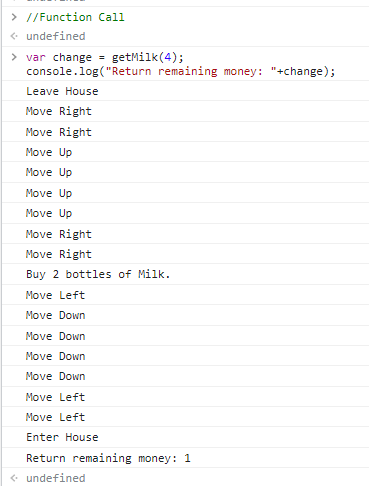 undefined
//Function Call
undefined
var change = getMilk(4);
console.log("Return remaining money: "+change);
Leave House
Move Right
Move Right
Move Up
Move Up
Move Up
Move Up
Move Right
Move Right
Buy 2 bottles of Milk.
Move Left
Move Down
Move Down
Move Down
Move Down
Move Left
Move Left
Enter House
Return remaining money: 1
undefined